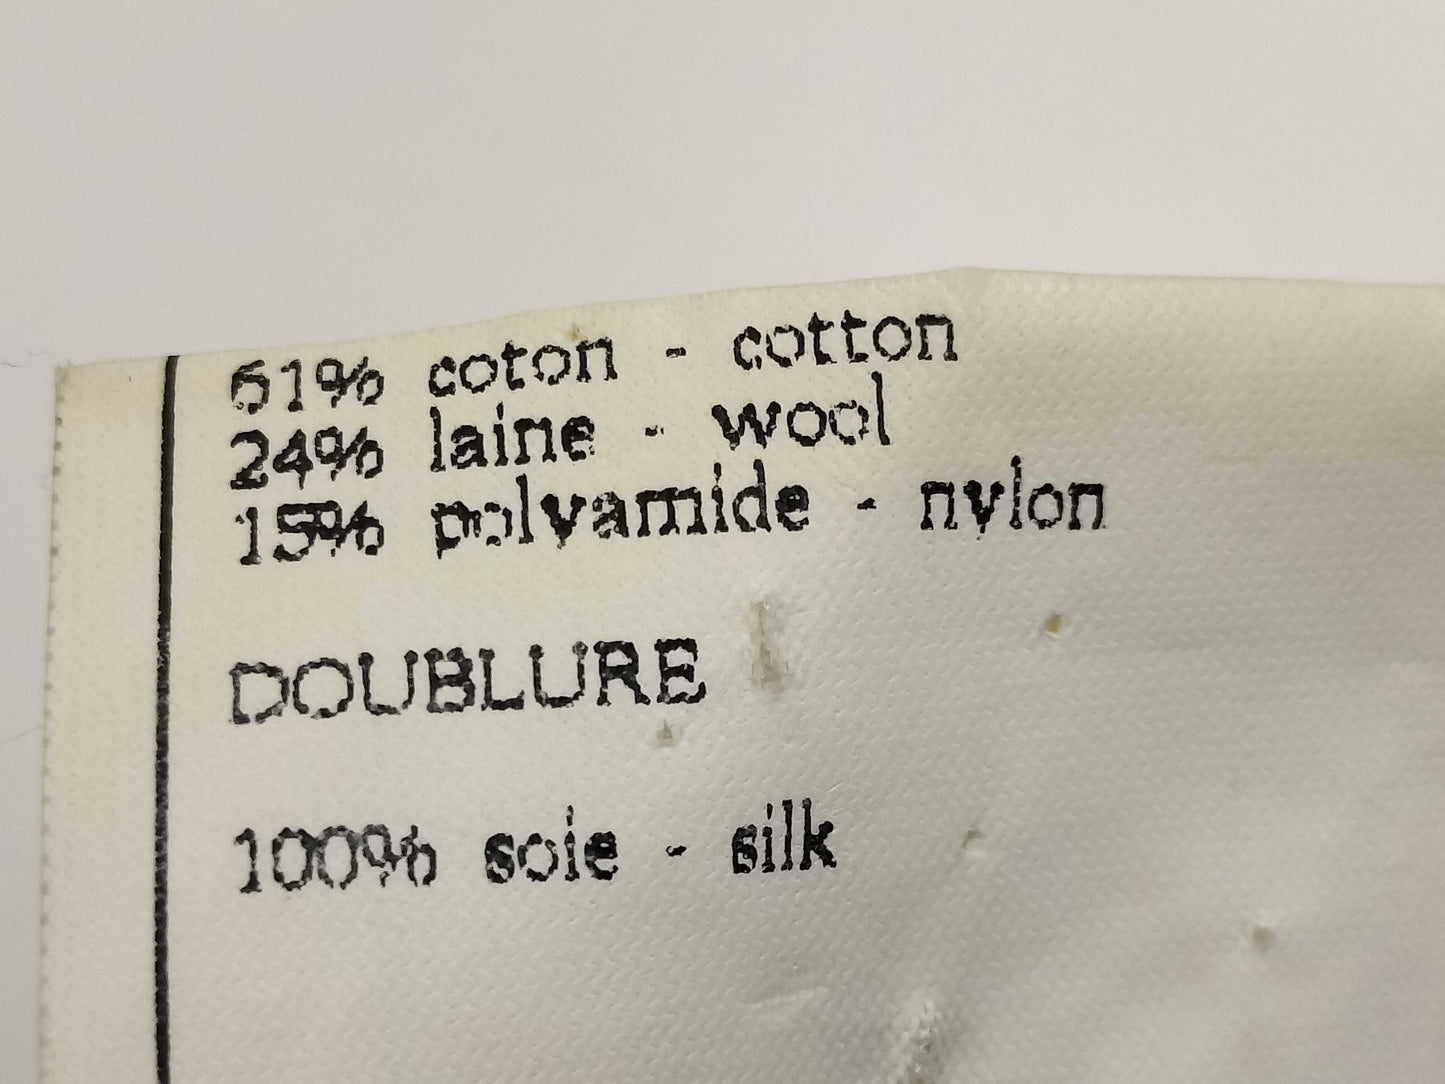 61% coton - cotton
24% laine - wool
15% polyamide - nylon
DOUBLURE
100% soie - silk